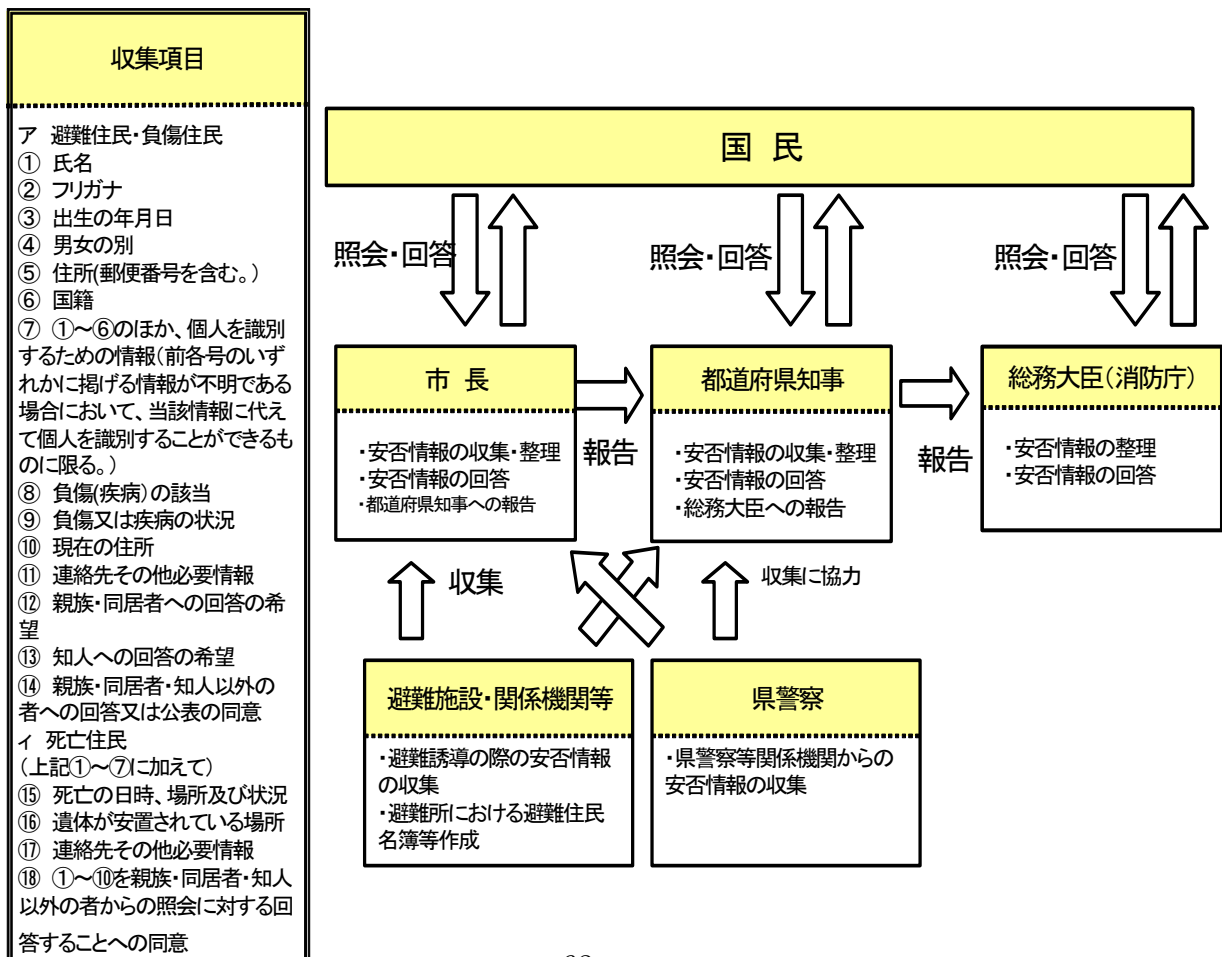 収集項目
ア 避難住民・負傷住民
① 氏名
② フリガナ
③ 出生の年月日
④ 男女の別
⑤ 住所(郵便番号を含む。)
⑥ 国籍
⑦ ①～⑥のほか、個人を識別
するための情報(前各号のいず
れかに掲げる情報が不明である
場合において、当該情報に代え
て個人を識別することができるも
のに限る。)
⑧ 負傷(疾病)の該当
⑨ 負傷又は疾病の状況
⑩ 現在の住所
⑪ 連絡先その他必要情報
⑫ 親族・同居者への回答の希
望
⑬ 知人への回答の希望
⑭ 親族・同居者・知人以外の
者への回答又は公表の同意
ィ 死亡住民
(上記①～⑦に加えて)
⑮ 死亡の日時、場所及び状況
⑯ 遺体が安置されている場所
⑰ 連絡先その他必要情報
⑱ ①～⑩を親族・同居者・知人
以外の者からの照会に対する回
答することへの同意
国 民
照会・回答
照会・回答
照会・回答
市 長
・安否情報の収集・整理
・安否情報の回答
・都道府県知事への報告
報告
都道府県知事
・安否情報の収集・整理
・安否情報の回答
・総務大臣への報告
報告
総務大臣(消防庁)
・安否情報の整理
・安否情報の回答
収集
収集に協力
避難施設・関係機関等
・避難誘導の際の安否情報
の収集
・避難所における避難住民
名簿等作成
県警察
・県警察等関係機関からの
安否情報の収集